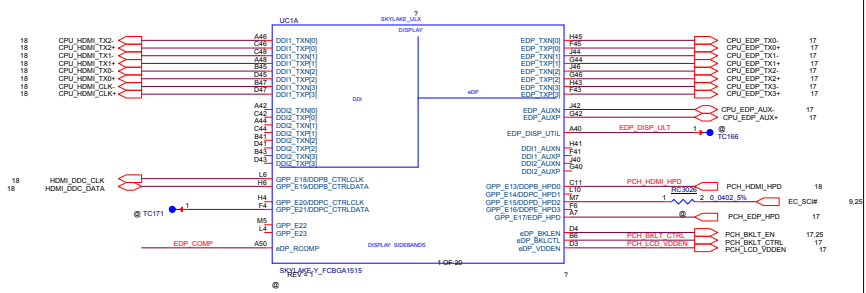 UC1A
SKYLAKE_ULX
?
DISPLAY
18 CPU_HDMI_TX2- A46 DDI1_TXN[0] EDP_TXN[0] H45 CPU_EDP_TX0- 17
18 CPU_HDMI_TX2+ C46 DDI1_TXP[0] EDP_TXP[0] F45 CPU_EDP_TX0+ 17
18 CPU_HDMI_TX1- C48 DDI1_TXN[1] EDP_TXN[1] J44 CPU_EDP_TX1- 17
18 CPU_HDMI_TX1+ A48 DDI1_TXP[1] EDP_TXP[1] G44 CPU_EDP_TX1+ 17
18 CPU_HDMI_TX0- B45 DDI1_TXN[2] EDP_TXN[2] J46 CPU_EDP_TX2- 17
18 CPU_HDMI_TX0+ D45 DDI1_TXP[2] EDP_TXP[2] G46 CPU_EDP_TX2+ 17
18 CPU_HDMI_CLK- B47 DDI1_TXN[3] EDP_TXN[3] H43 CPU_EDP_TX3- 17
18 CPU_HDMI_CLK+ D47 DDI1_TXP[3] EDP_TXP[3] F43 CPU_EDP_TX3+ 17
DDI eDP
A42 DDI2_TXN[0] EDP_AUXN J42 CPU_EDP_AUX- 17
C42 DDI2_TXP[0] EDP_AUXP G42 CPU_EDP_AUX+ 17
A44 DDI2_TXN[1]
C44 DDI2_TXP[1] EDP_DISP_UTIL A40 EDP_DISP_ULT 1 @ TC166
B41 DDI2_TXN[2]
D41 DDI2_TXP[2] DDI1_AUXN H41
B43 DDI2_TXN[3] DDI1_AUXP F41
D43 DDI2_TXP[3] DDI2_AUXN J40
DDI2_AUXP G40
18 HDMI_DDC_CLK L6 GPP_E18/DDPB_CTRLCLK GPP_E13/DDPB_HPD0 C11 PCH_HDMI_HPD PCH_HDMI_HPD 18
18 HDMI_DDC_DATA H6 GPP_E19/DDPB_CTRLDATA GPP_E14/DDPC_HPD1 L10 RC3026
H4 GPP_E20/DDPC_CTRLCLK GPP_E15/DDPD_HPD2 M7 1 2 0_0402_5% EC_SCI# 9,25
@ TC171 1 F4 GPP_E21/DDPC_CTRLDATA GPP_E16/DDPE_HPD3 F6
GPP_E17/EDP_HPD A7 @ PCH_EDP_HPD 17
M5 GPP_E22
L4 GPP_E23 eDP_BKLEN D4 PCH_BKLT_EN 17,25
eDP_BKLCTL B6 PCH_BKLT_CTRL PCH_BKLT_CTRL 17
EDP_COMP A50 eDP_RCOMP DISPLAY SIDEBANDS eDP_VDDEN D3 PCH_LCD_VDDEN PCH_LCD_VDDEN 17
1 OF 20
SKYLAKE-Y_FCBGA1515
REV = 1 ?
@